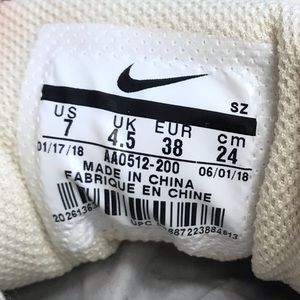 SZ
US UK EUR cm
7 4.5 38 24
01/17/18 AA0512-200 06/01/18
MADE IN CHINA
FABRIQUE EN CHINE
UPC